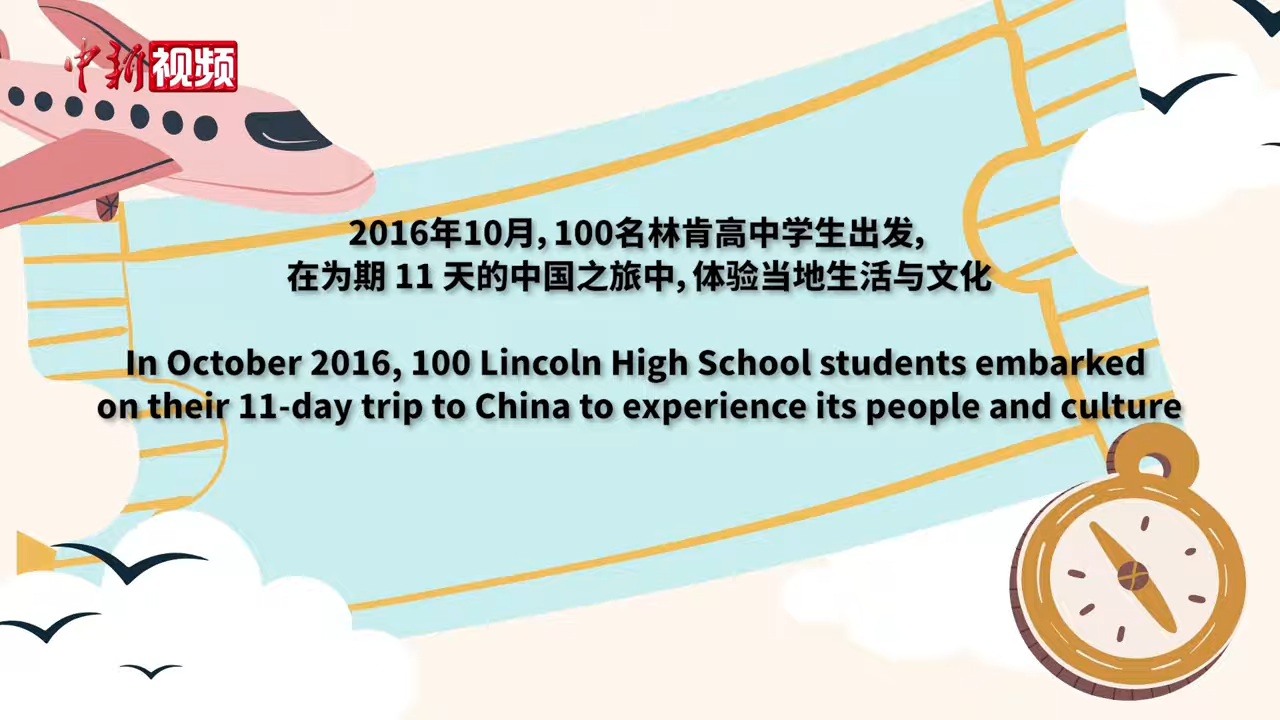 中新视频
2016年10月, 100名林肯高中学生出发,
在为期 11 天的中国之旅中, 体验当地生活与文化
In October 2016, 100 Lincoln High School students embarked
on their 11-day trip to China to experience its people and culture